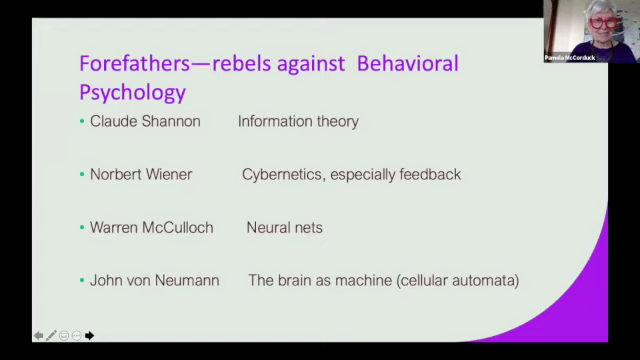 Pamela McCorduck
Forefathers—rebels against Behavioral
Psychology
• Claude Shannon Information theory
• Norbert Wiener Cybernetics, especially feedback
• Warren McCulloch Neural nets
• John von Neumann The brain as machine (cellular automata)